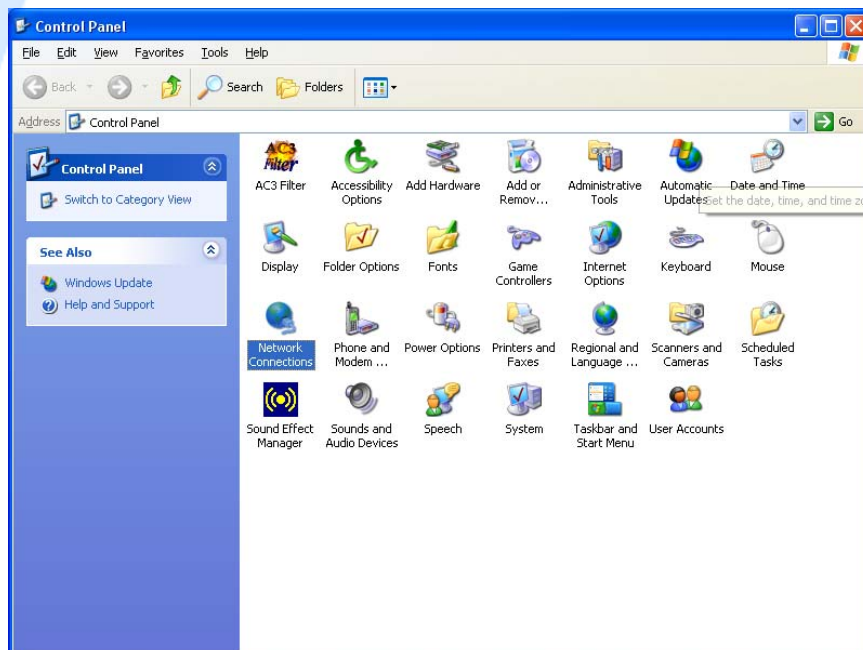 Control Panel
File Edit View Favorites Tools Help
Back Search Folders
Address Control Panel Go
Control Panel
Switch to Category View
See Also
Windows Update
Help and Support
AC3 Filter
Accessibility
Options
Add Hardware
Add or
Remov...
Administrative
Tools
Automatic
Updates
Date and Time
Set the date, time, and time
Display
Folder Options
Fonts
Game
Controllers
Internet
Options
Keyboard
Mouse
Network
Connections
Phone and
Modem ...
Power Options
Printers and
Faxes
Regional and
Language ...
Scanners and
Cameras
Scheduled
Tasks
Sound Effect
Manager
Sounds and
Audio Devices
Speech
System
Taskbar and
Start Menu
User Accounts